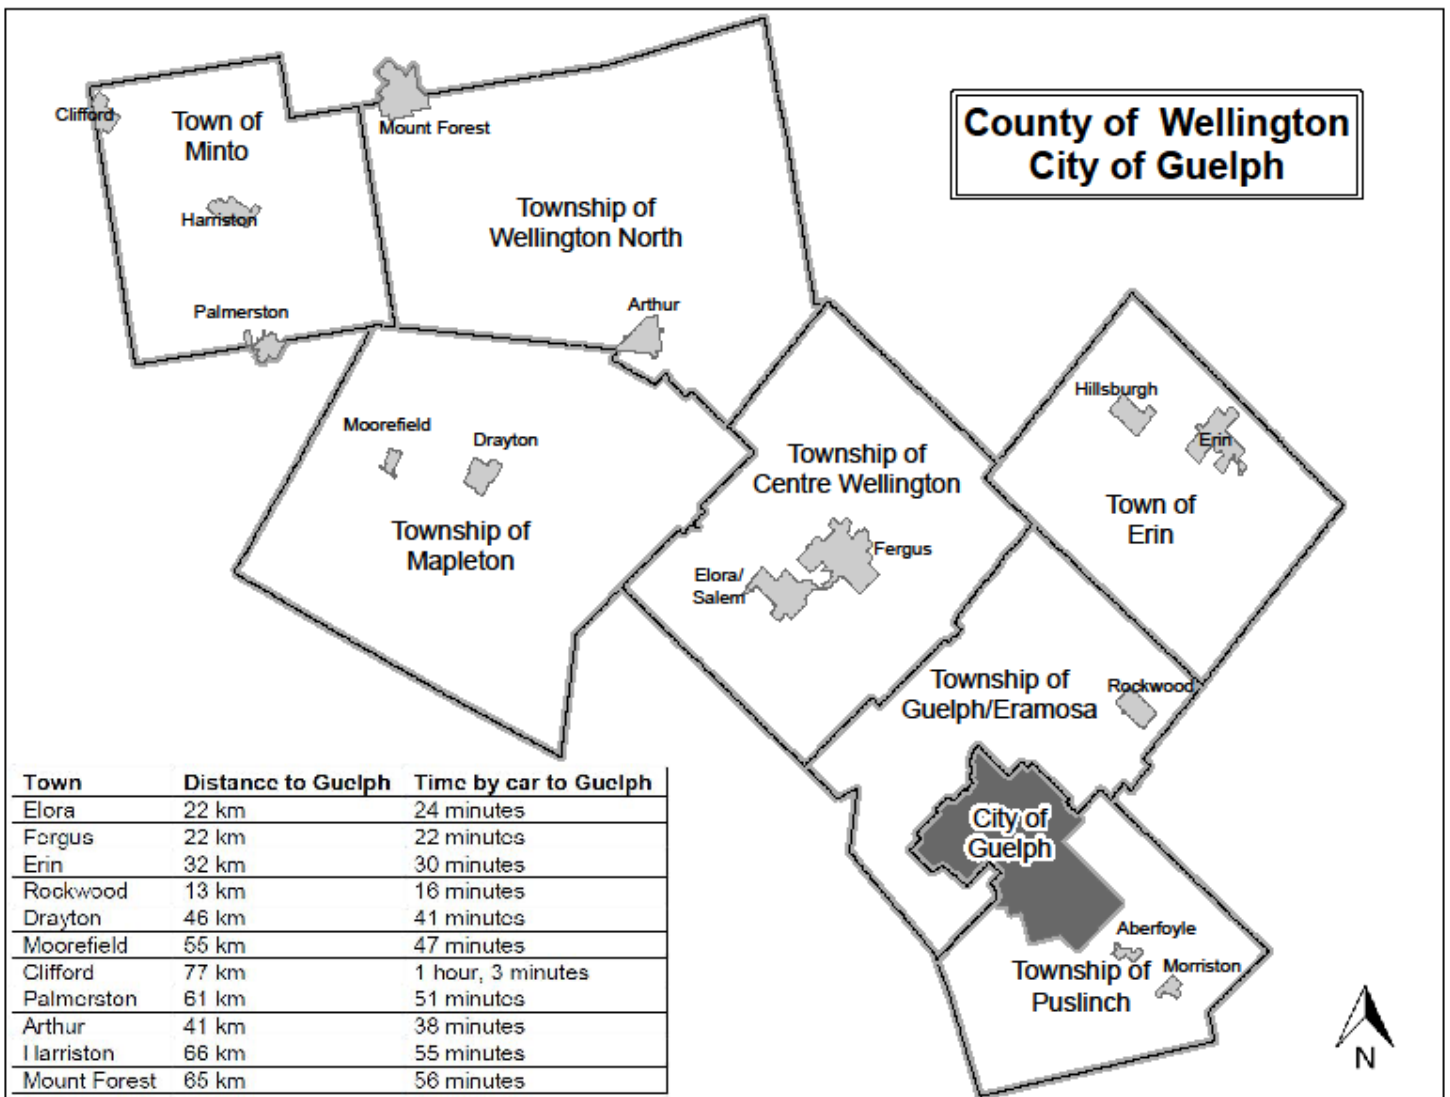 County of Wellington
City of Guelph
Clifford
Town of
Minto
Mount Forest
Harriston
Township of
Wellington North
Palmerston
Arthur
Hillsburgh
Erin
Moorefield
Drayton
Township of
Centre Wellington
Town of
Erin
Township of
Mapleton
Fergus
Elora/
Salem
Township of
Guelph/Eramosa
Rockwood
City of
Guelph
Aberfoyle
Township of
Puslinch
Morriston
N
Town Distance to Guelph Time by car to Guelph
Elora 22 km 24 minutes
Fergus 22 km 22 minutes
Erin 32 km 30 minutes
Rockwood 13 km 16 minutes
Drayton 46 km 41 minutes
Moorefield 55 km 47 minutes
Clifford 77 km 1 hour, 3 minutes
Palmerston 61 km 51 minutes
Arthur 41 km 38 minutes
Harriston 66 km 55 minutes
Mount Forest 65 km 56 minutes